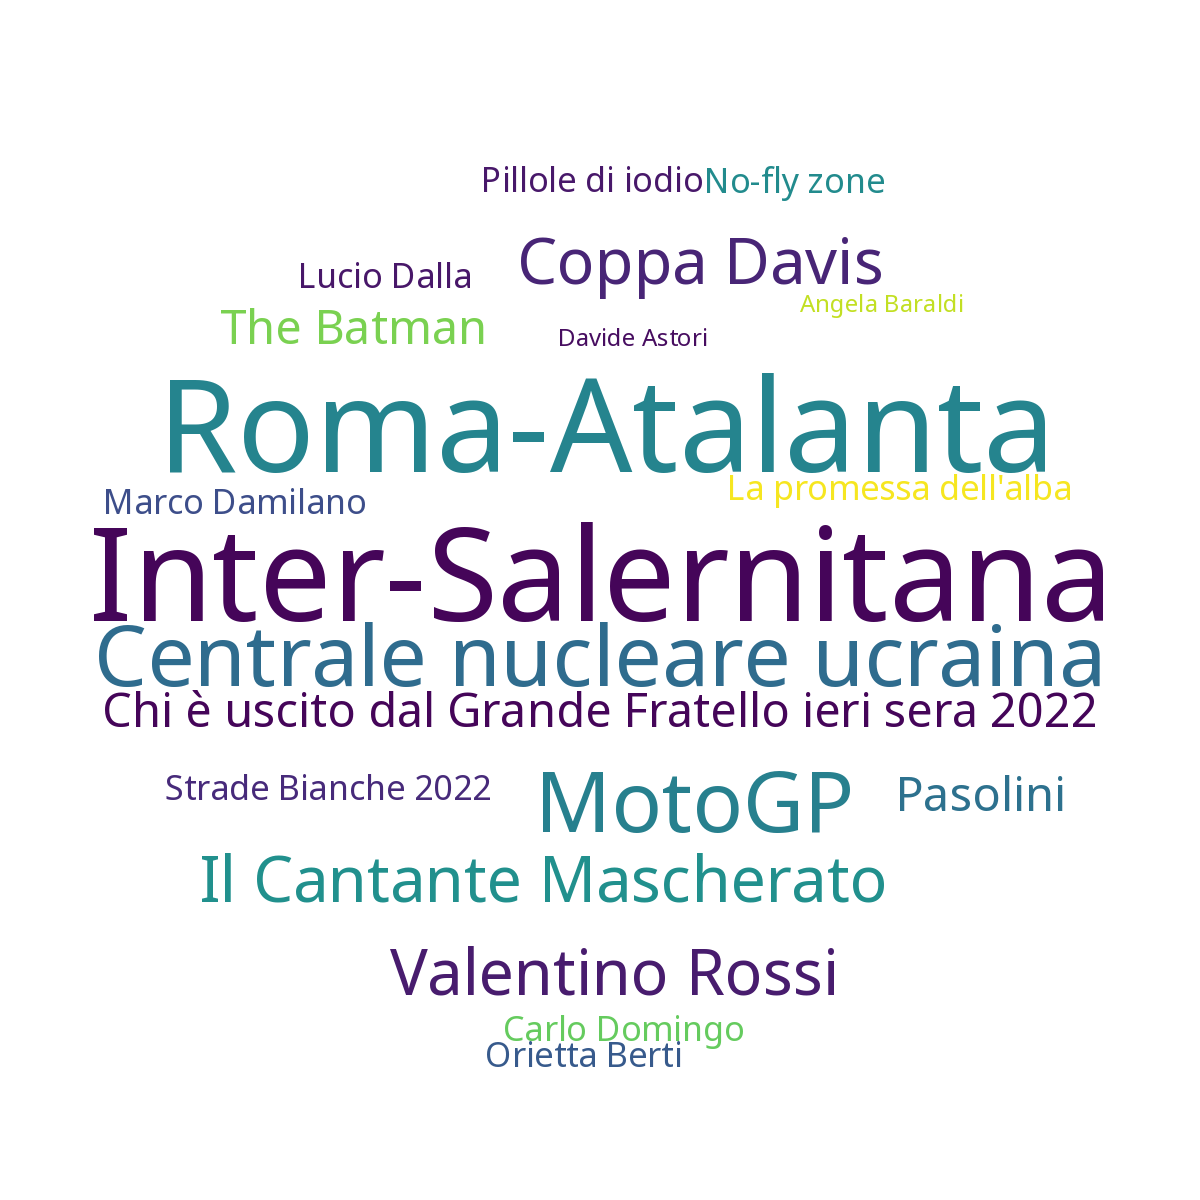 Pillole di iodio
No-fly zone
Coppa Davis
Lucio Dalla
Angela Baraldi
The Batman
Davide Astori
Roma-Atalanta
La promessa dell'alba
Marco Damilano
Inter-Salernitana
Centrale nucleare ucraina
Chi è uscito dal Grande Fratello ieri sera 2022
Strade Bianche 2022
MotoGP
Pasolini
Il Cantante Mascherato
Valentino Rossi
Carlo Domingo
Orietta Berti